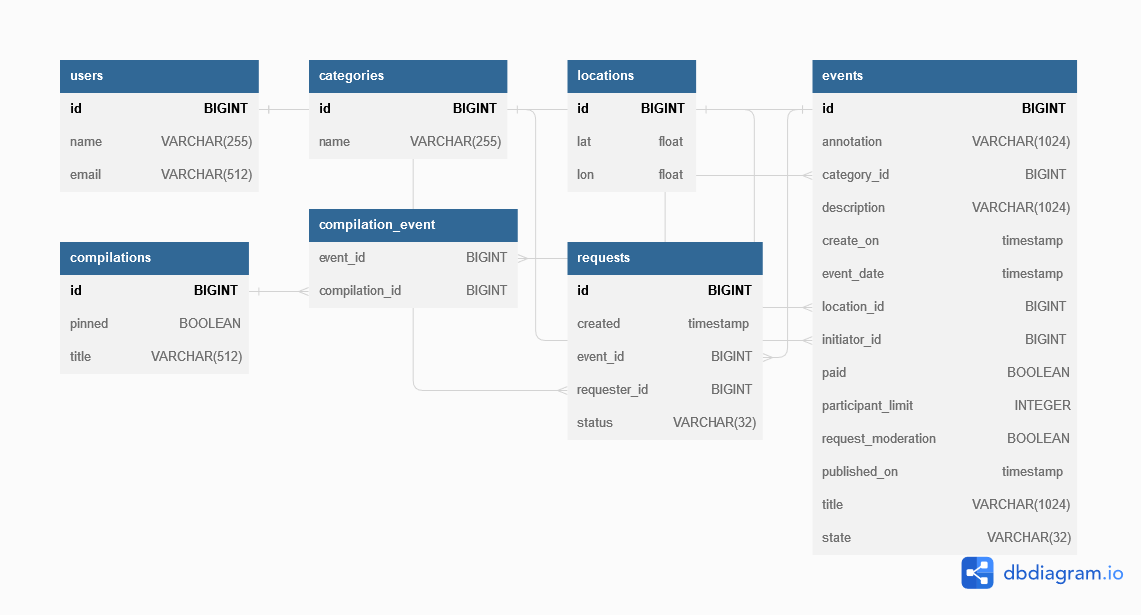 users
id BIGINT
name VARCHAR(255)
email VARCHAR(512)
categories
id BIGINT
name VARCHAR(255)
locations
id BIGINT
lat float
lon float
events
id BIGINT
annotation VARCHAR(1024)
category_id BIGINT
description VARCHAR(1024)
create_on timestamp
event_date timestamp
location_id BIGINT
initiator_id BIGINT
paid BOOLEAN
participant_limit INTEGER
request_moderation BOOLEAN
published_on timestamp
title VARCHAR(1024)
state VARCHAR(32)
compilations
id BIGINT
pinned BOOLEAN
title VARCHAR(512)
compilation_event
event_id BIGINT
compilation_id BIGINT
requests
id BIGINT
created timestamp
event_id BIGINT
requester_id BIGINT
status VARCHAR(32)
dbdiagram.io